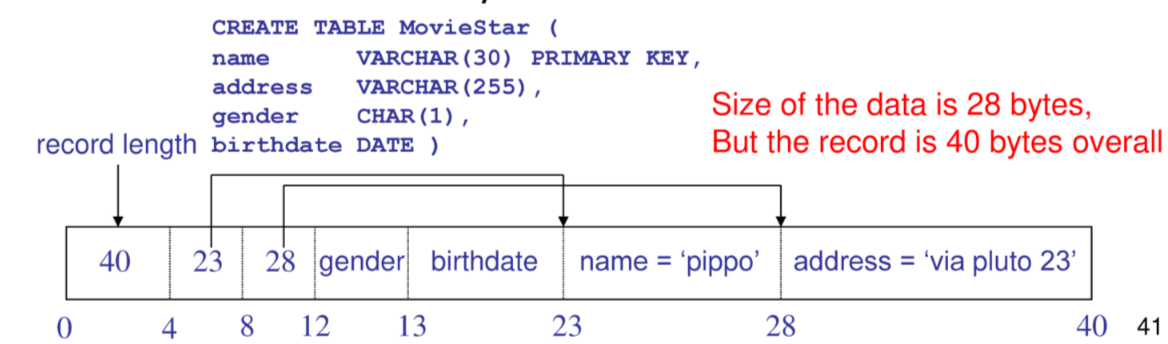 CREATE TABLE MovieStar (
name VARCHAR(30) PRIMARY KEY,
address VARCHAR(255),
gender CHAR(1),
birthdate DATE )
Size of the data is 28 bytes,
But the record is 40 bytes overall
record length
40 23 28 gender birthdate name = ‘pippo’ address = ‘via pluto 23’
0 4 8 12 13 23 28 40 41